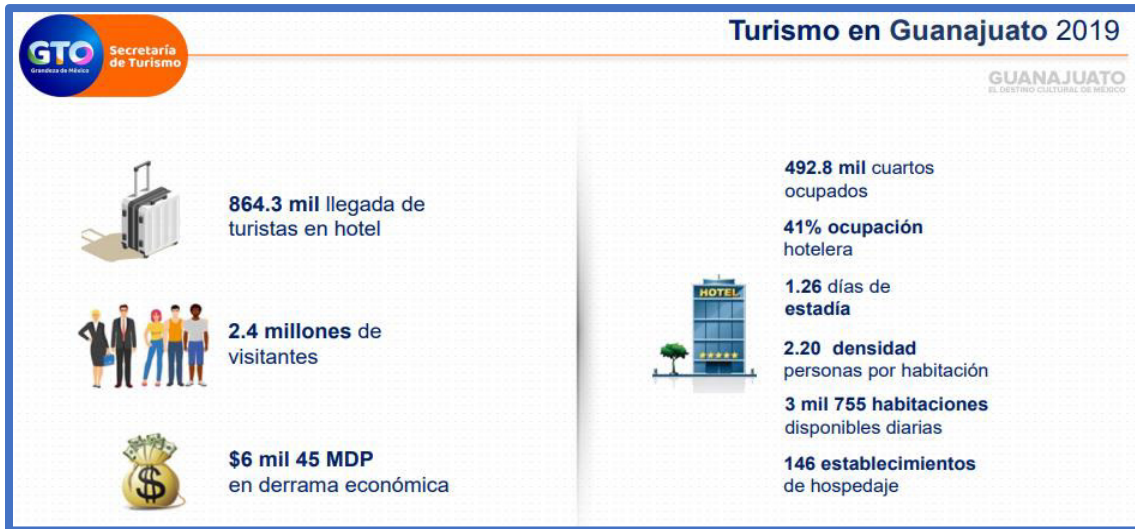 GTO
Grandeza de México
Secretaría
de Turismo
Turismo en Guanajuato 2019
GUANAJUATO
EL DESTINO CULTURAL DE MÉXICO
864.3 mil llegada de
turistas en hotel
2.4 millones de
visitantes
$
$6 mil 45 MDP
en derrama económica
HOTEL
492.8 mil cuartos
ocupados
41% ocupación
hotelera
1.26 días de
estadía
2.20 densidad
personas por habitación
3 mil 755 habitaciones
disponibles diarias
146 establecimientos
de hospedaje